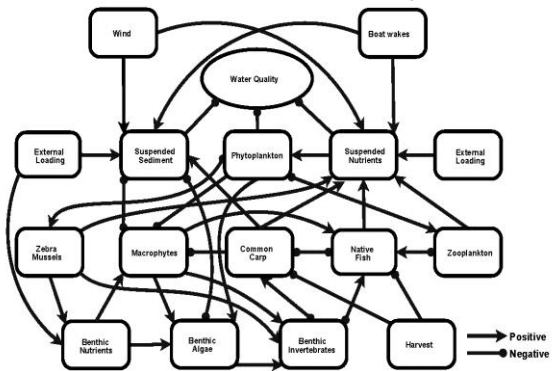 Wind
Boat wakes
Water Quality
External
Loading
Suspended
Sediment
Phytoplankton
Suspended
Nutrients
External
Loading
Zebra
Mussels
Macrophytes
Common
Carp
Native
Fish
Zooplankton
Benthic
Nutrients
Benthic
Algae
Benthic
Invertebrates
Harvest
Positive
Negative